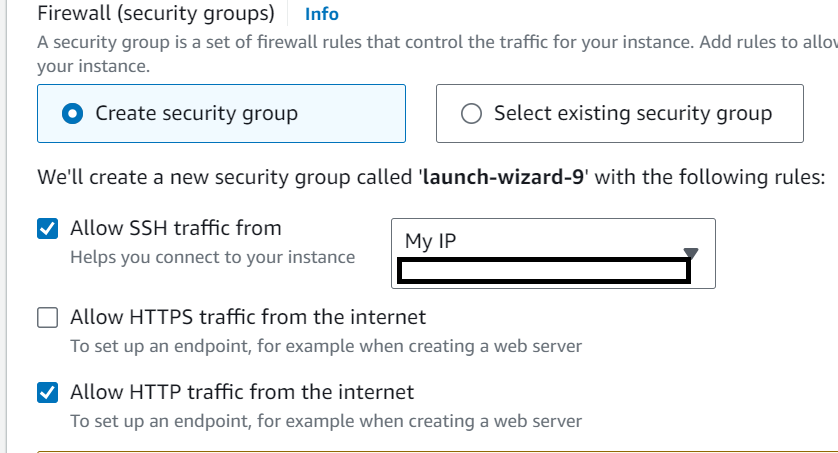 Firewall (security groups) Info
A security group is a set of firewall rules that control the traffic for your instance. Add rules to allow
your instance.
Create security group
Select existing security group
We'll create a new security group called 'launch-wizard-9' with the following rules:
Allow SSH traffic from
Helps you connect to your instance
My IP
Allow HTTPS traffic from the internet
To set up an endpoint, for example when creating a web server
Allow HTTP traffic from the internet
To set up an endpoint, for example when creating a web server